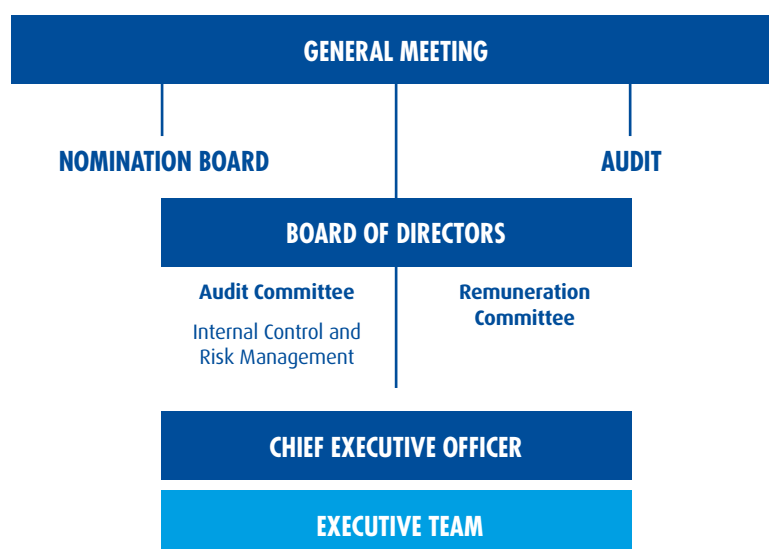 GENERAL MEETING
NOMINATION BOARD
AUDIT
BOARD OF DIRECTORS
Audit Committee
Internal Control and
Risk Management
Remuneration
Committee
CHIEF EXECUTIVE OFFICER
EXECUTIVE TEAM